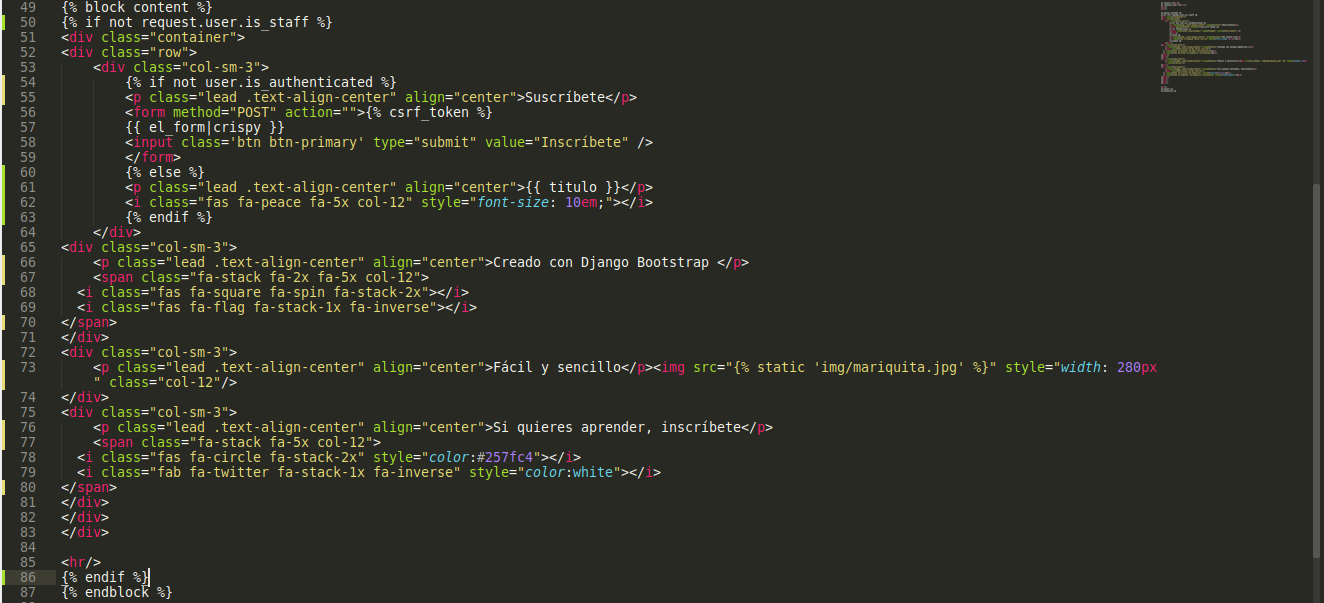 49 {% block content %}
50 {% if not request.user.is_staff %}
51 <div class="container">
52 <div class="row">
53     <div class="col-sm-3">
54         {% if not user.is_authenticated %}
55         <p class="lead .text-align-center" align="center">Suscríbete</p>
56         <form method="POST" action="">{% csrf_token %}
57         {{ el_form|crispy }}
58         <input class='btn btn-primary' type="submit" value="Inscríbete" />
59         </form>
60         {% else %}
61         <p class="lead .text-align-center" align="center">{{ titulo }}</p>
62         <i class="fas fa-peace fa-5x col-12" style="font-size: 10em;"></i>
63         {% endif %}
64     </div>
65 <div class="col-sm-3">
66     <p class="lead .text-align-center" align="center">Creado con Django Bootstrap </p>
67     <span class="fa-stack fa-2x fa-5x col-12">
68   <i class="fas fa-square fa-spin fa-stack-2x"></i>
69   <i class="fas fa-flag fa-stack-1x fa-inverse"></i>
70 </span>
71 </div>
72 <div class="col-sm-3">
73     <p class="lead .text-align-center" align="center">Fácil y sencillo</p><img src="{% static 'img/mariquita.jpg' %}" style="width: 280px
" class="col-12"/>
74 </div>
75 <div class="col-sm-3">
76     <p class="lead .text-align-center" align="center">Si quieres aprender, inscríbete</p>
77     <span class="fa-stack fa-5x col-12">
78   <i class="fas fa-circle fa-stack-2x" style="color:#257fc4"></i>
79   <i class="fab fa-twitter fa-stack-1x fa-inverse" style="color:white"></i>
80 </span>
81 </div>
82 </div>
83 </div>
84
85 <hr/>
86 {% endif %}
87 {% endblock %}